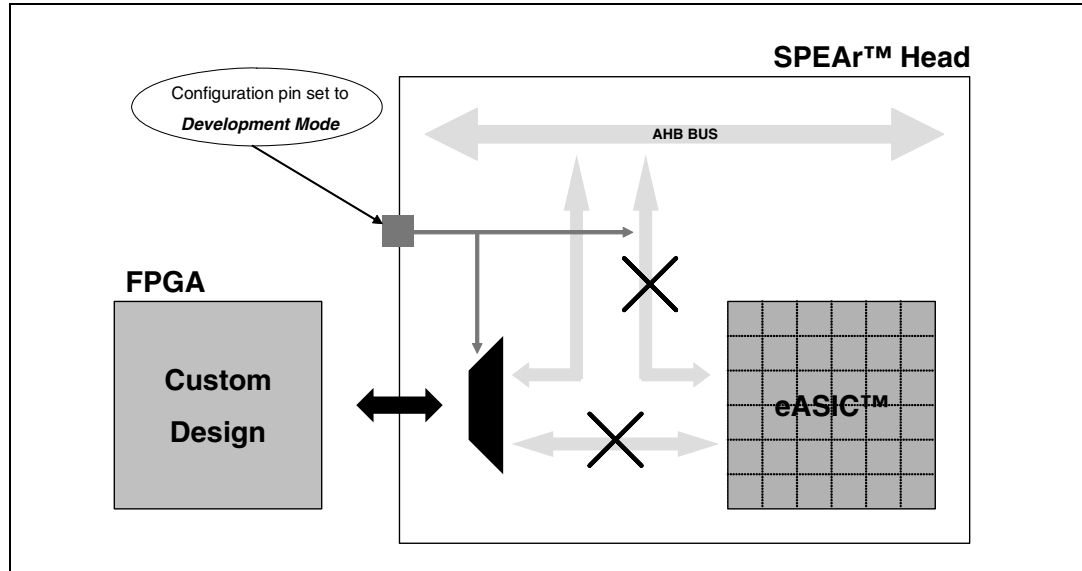 SPEAr™ Head
Configuration pin set to
Development Mode
AHB BUS
FPGA
Custom
Design
eASIC™